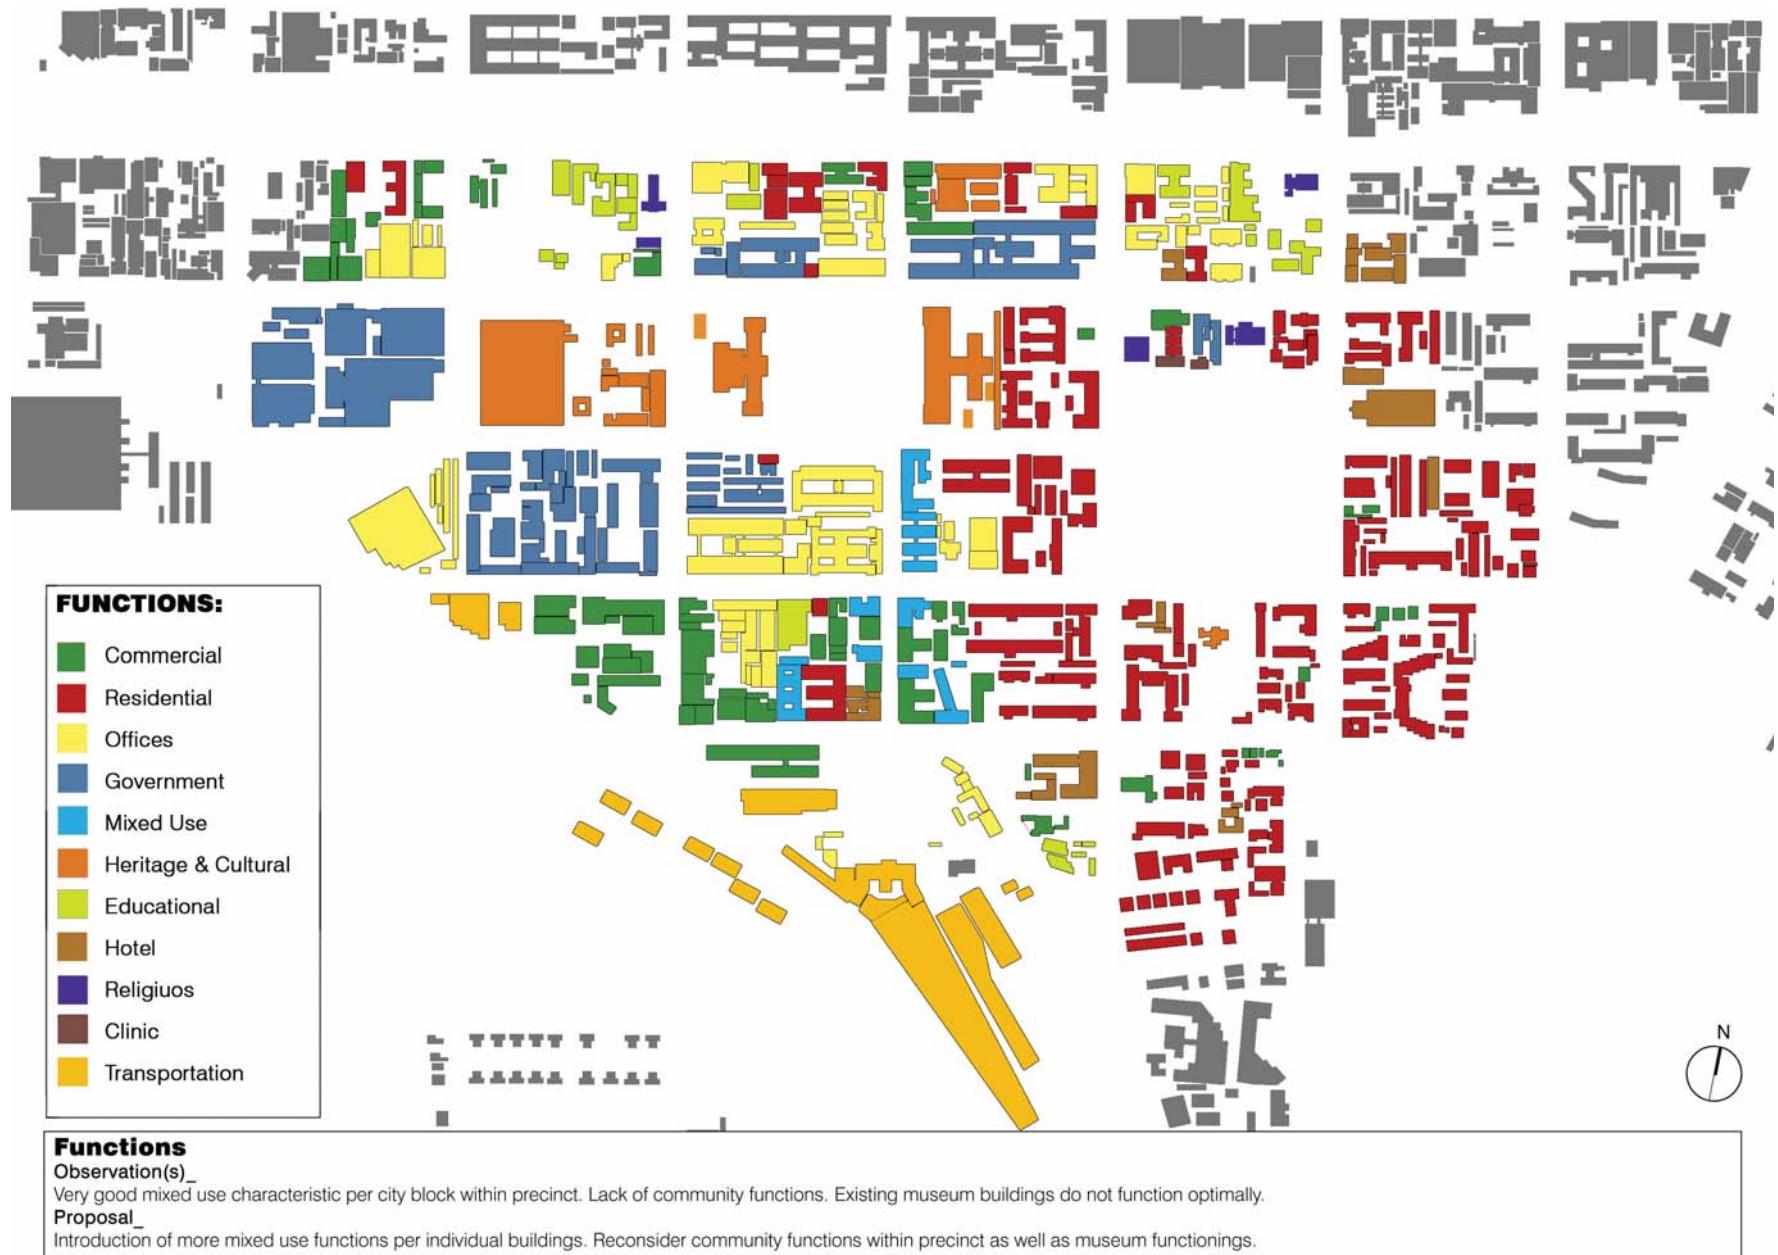 N
FUNCTIONS:
Commercial
Residential
Offices
Government
Mixed Use
Heritage & Cultural
Educational
Hotel
Religiuos
Clinic
Transportation
Functions
Observation(s)_
Very good mixed use characteristic per city block within precinct. Lack of community functions. Existing museum buildings do not function optimally.
Proposal_
Introduction of more mixed use functions per individual buildings. Reconsider community functions within precinct as well as museum functionings.